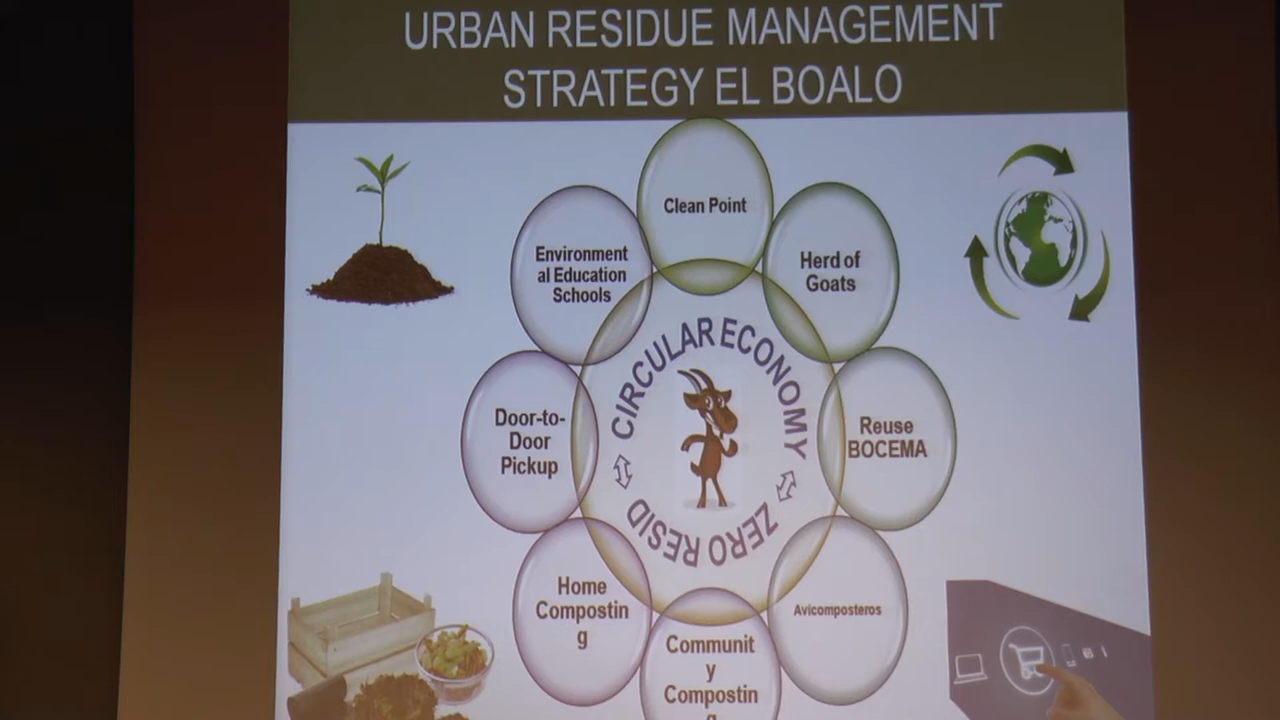 URBAN RESIDUE MANAGEMENT
STRATEGY EL BOALO
Clean Point
Herd of
Goats
Reuse
BOCEMA
Avicomposteros
Communit
y
Compostin
g
Home
Compostin
g
Door-to-
Door
Pickup
Environment
al Education
Schools
CIRCULAR ECONOMY
ZERO RESID